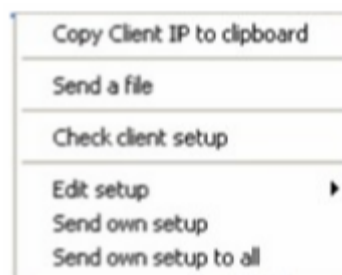 Copy Client IP to clipboard
Send a file
Check client setup
Edit setup
Send own setup
Send own setup to all